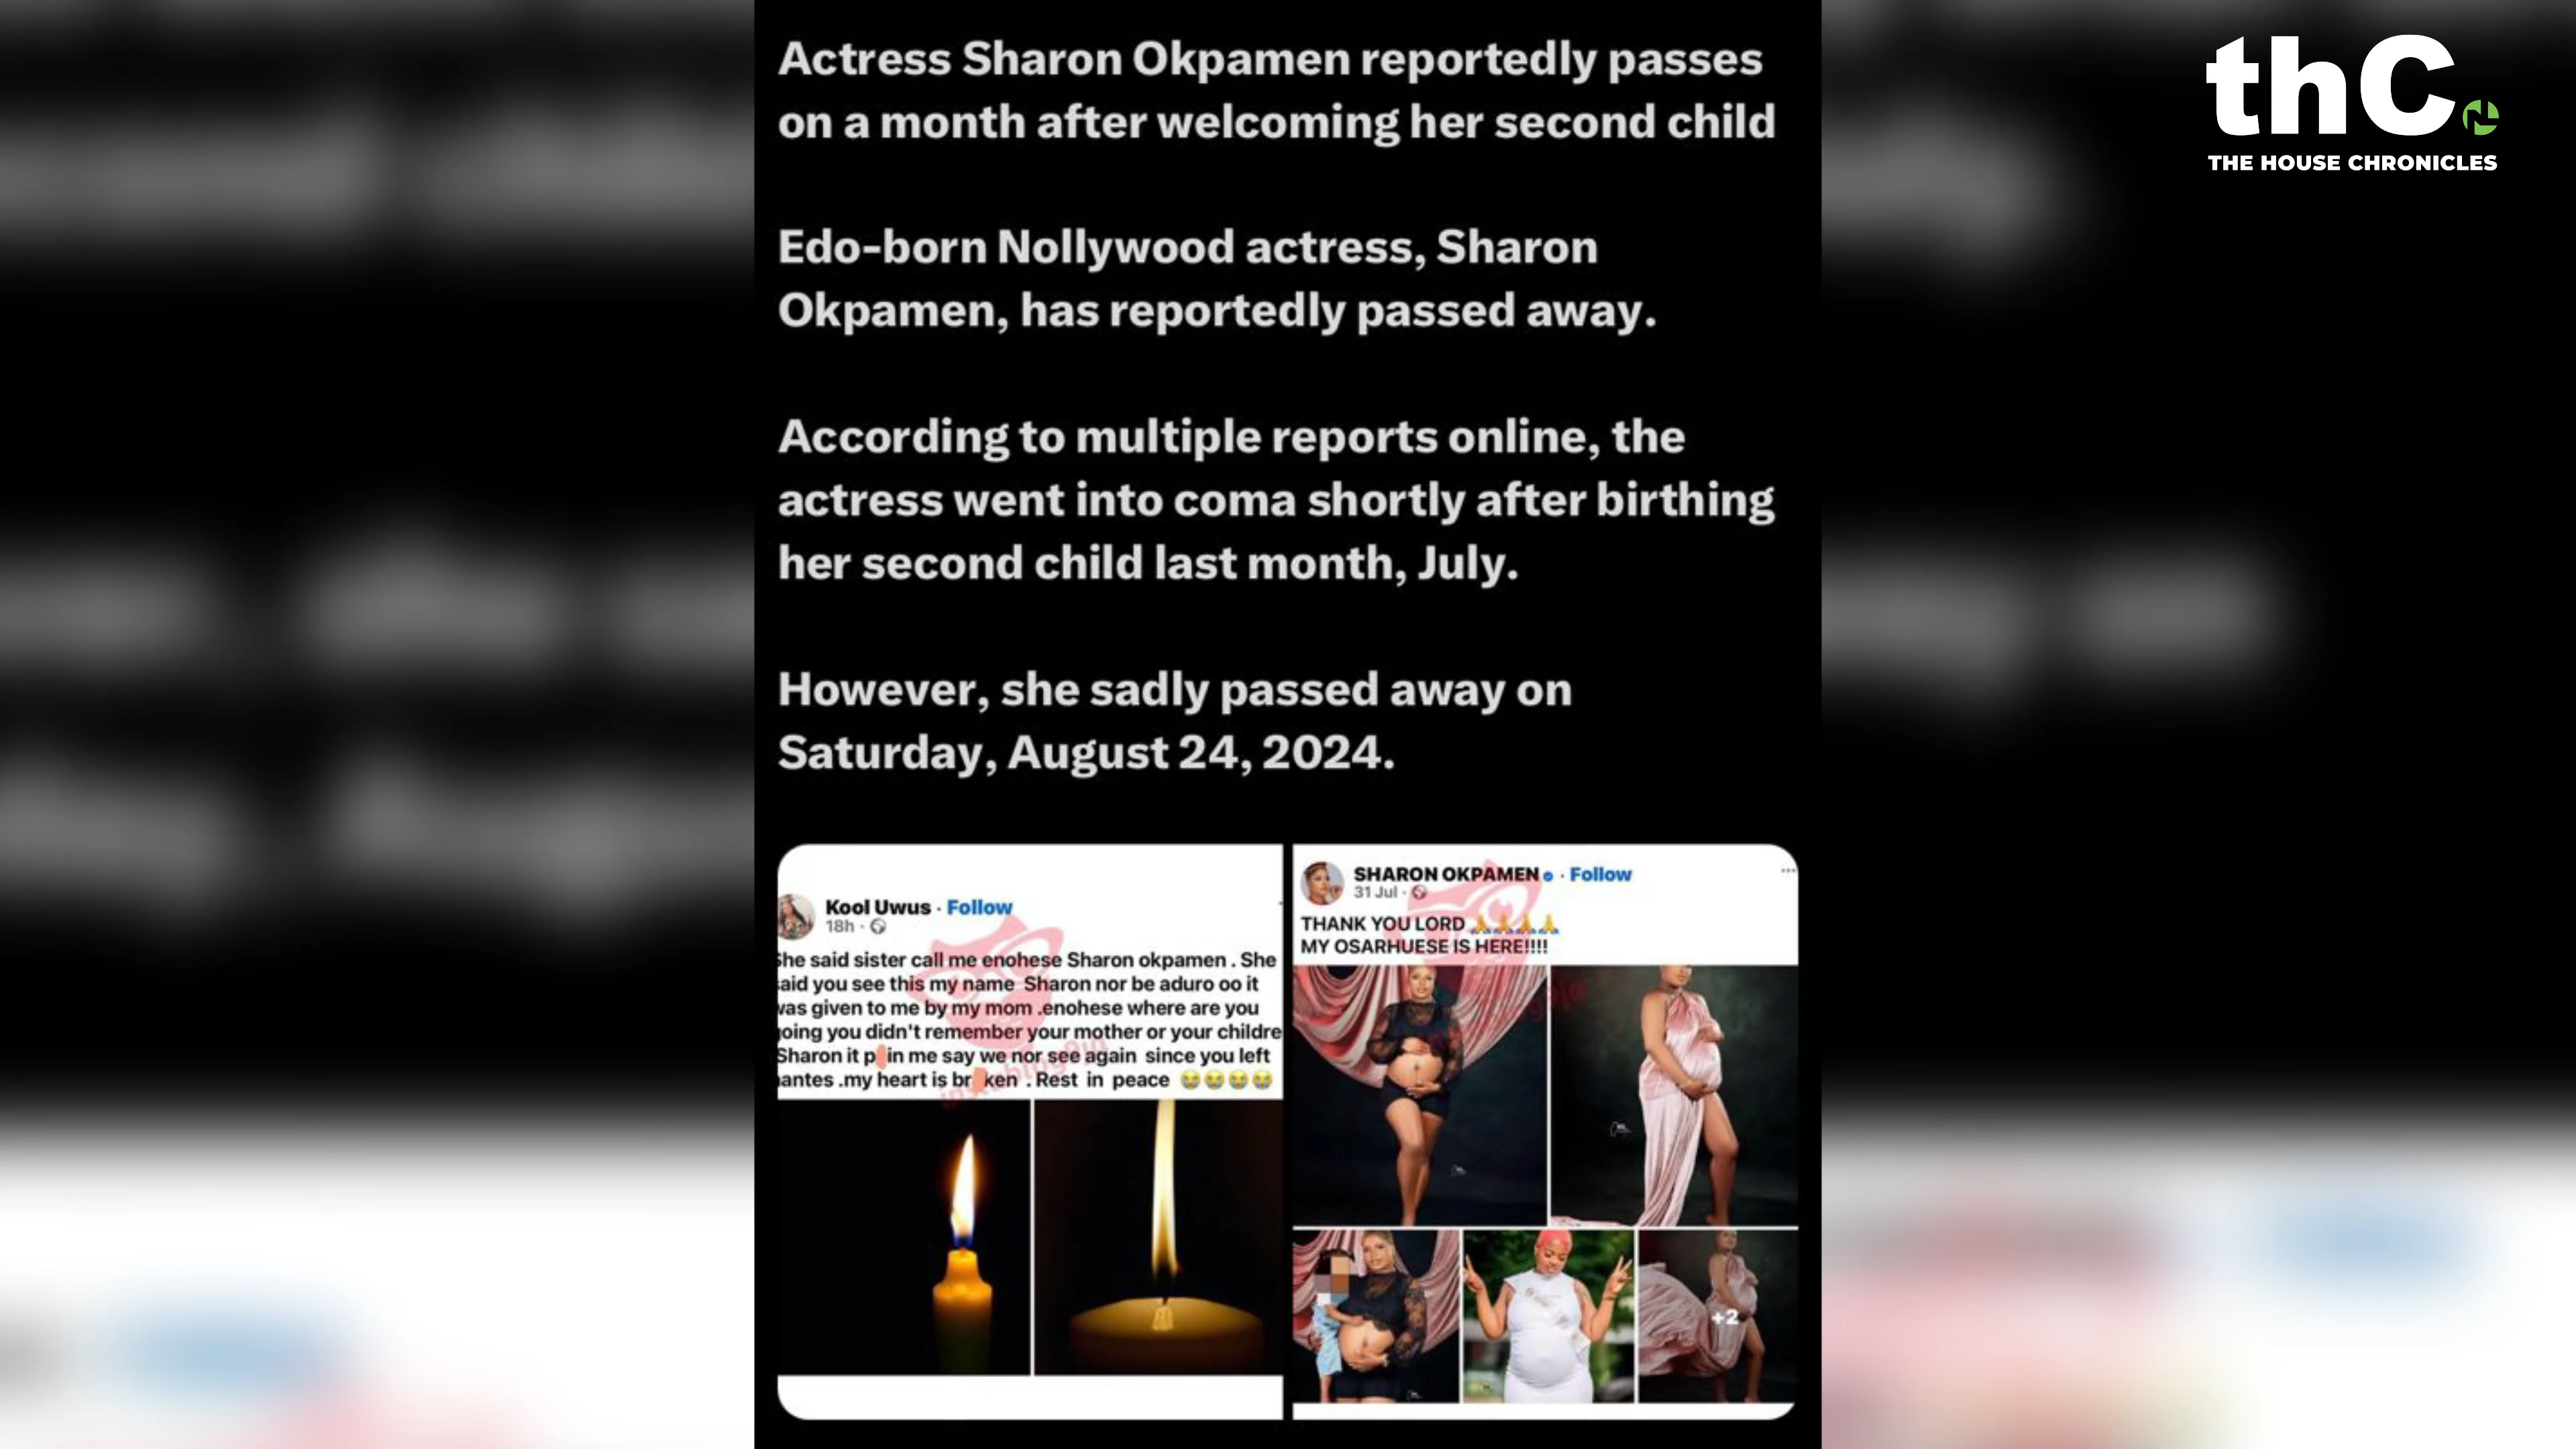 Actress Sharon Okpamen reportedly passes
on a month after welcoming her second child
Edo-born Nollywood actress, Sharon
Okpamen, has reportedly passed away.
According to multiple reports online, the
actress went into coma shortly after birthing
her second child last month, July.
However, she sadly passed away on
Saturday, August 24, 2024.
thC.
THE HOUSE CHRONICLES
Kool Uwus · Follow
18h ·
said sister call me enohese Sharon okpamen . She
you see this my name Sharon nor be aduro oo it
given to me by my mom .enohese where are you
you didn't remember your mother or your childre
Sharon it p in me say we nor see again since you left
.my heart is br ken . Rest in peace 😭😭😭😭
SHARON OKPAMEN · Follow
31 Jul ·
THANK YOU LORD 🙏🙏🙏🙏
MY OSARHUESE IS HERE!!!!
+2